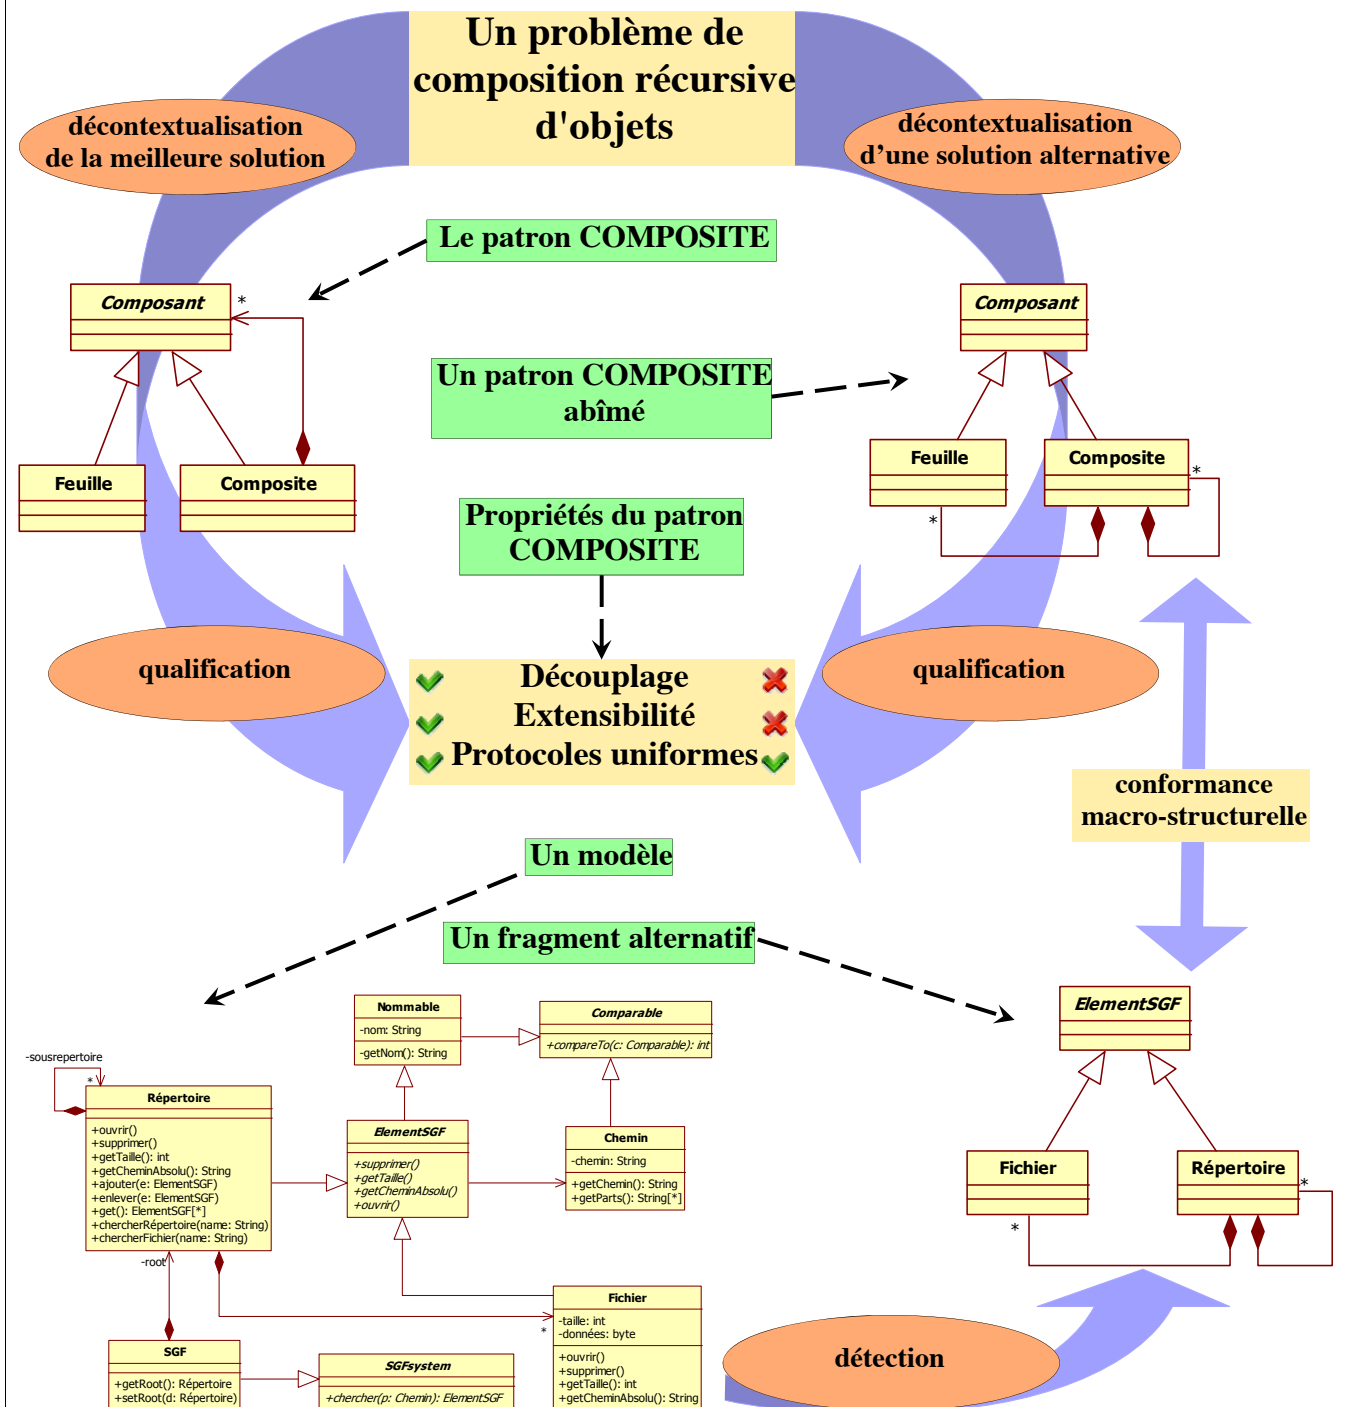 Un problème de
composition récursive
d'objets
décontextualisation
de la meilleure solution
décontextualisation
d’une solution alternative
Le patron COMPOSITE
Composant
*
Feuille
Composite
Un patron COMPOSITE
abîmé
Composant
Feuille
Composite
*
*
Propriétés du patron
COMPOSITE
qualification
Découplage
Extensibilité
Protocoles uniformes
qualification
conformance
macro-structurelle
Un modèle
Un fragment alternatif
Nommable
-nom: String
-getNom(): String
Comparable
+compareTo(c: Comparable): int
-sousrepertoire
*
Répertoire
+ouvrir()
+supprimer()
+getTaille(): int
+getCheminAbsolu(): String
+ajouter(e: ElementSGF)
+enlever(e: ElementSGF)
+get(): ElementSGF[*]
+chercherRépertoire(name: String)
+chercherFichier(name: String)
ElementSGF
+supprimer()
+getTaille()
+getCheminAbsolu()
+ouvrir()
Chemin
-chemin: String
+getChemin(): String
+getParts(): String[*]
-root
*
Fichier
-taille: int
-données: byte
+ouvrir()
+supprimer()
+getTaille(): int
+getCheminAbsolu(): String
SGF
+getRoot(): Répertoire
+setRoot(d: Répertoire)
SGFsystem
+chercher(p: Chemin): ElementSGF
ElementSGF
Fichier
Répertoire
*
*
détection